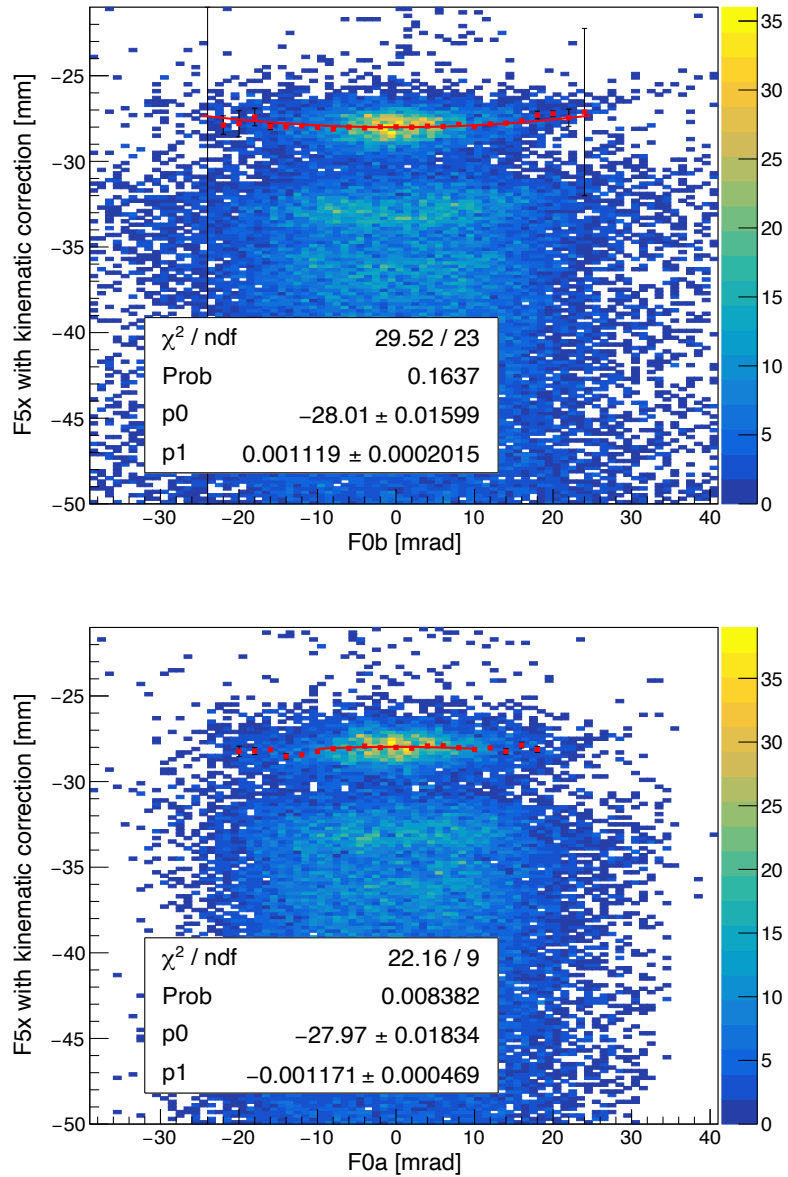 F5x with kinematic correction [mm]
−25
−30
−35
−40
−45
−50
χ² / ndf 29.52 / 23
Prob 0.1637
p0 −28.01 ± 0.01599
p1 0.001119 ± 0.0002015
−30 −20 −10 0 10 20 30 40
F0b [mrad]
35
30
25
20
15
10
5
0
F5x with kinematic correction [mm]
−25
−30
−35
−40
−45
−50
χ² / ndf 22.16 / 9
Prob 0.008382
p0 −27.97 ± 0.01834
p1 −0.001171 ± 0.000469
−30 −20 −10 0 10 20 30 40
F0a [mrad]
35
30
25
20
15
10
5
0